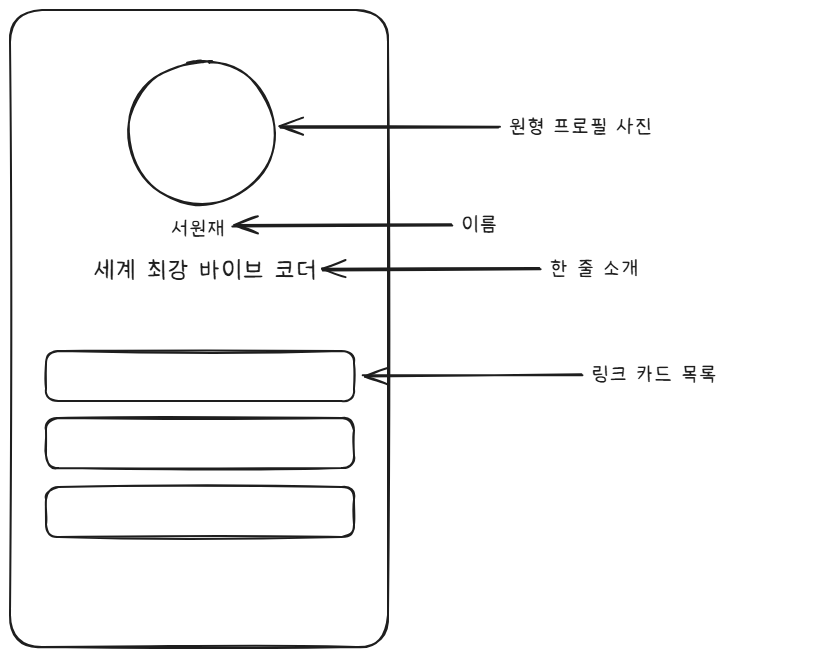 원형 프로필 사진
서원재
이름
세계 최강 바이브 코더
한 줄 소개
링크 카드 목록